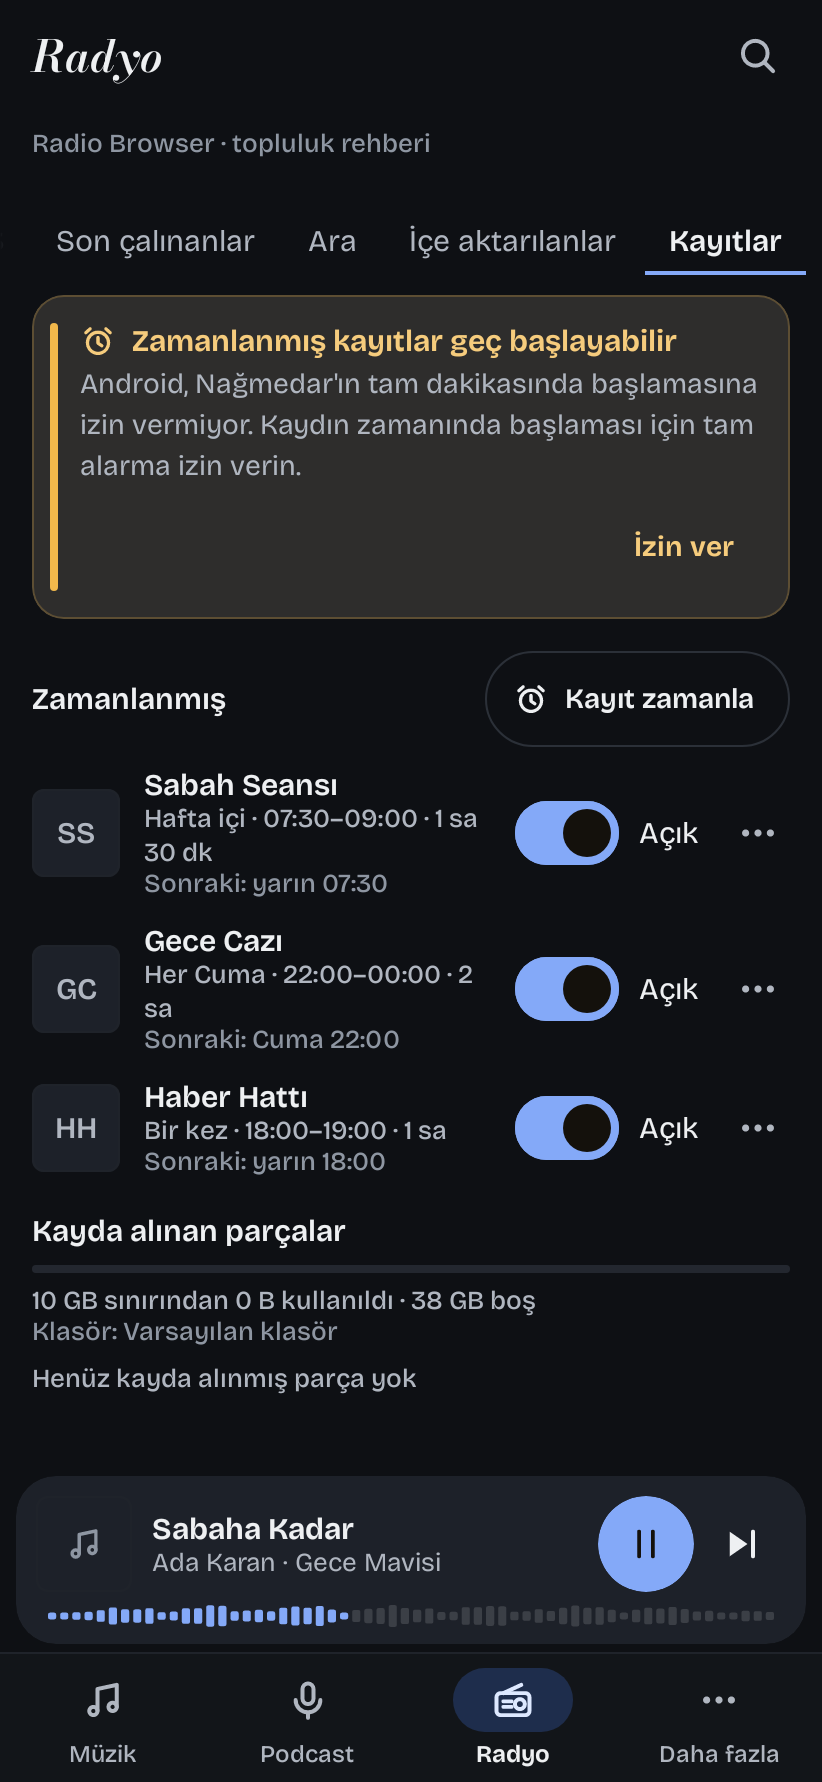 Radyo
Radio Browser · topluluk rehberi
Son çalınanlar
Ara
İçe aktarılanlar
Kayıtlar
Zamanlanmış kayıtlar geç başlayabilir
Android, Nağmedar'ın tam dakikasında başlamasına
izin vermiyor. Kaydın zamanında başlaması için tam
alarma izin verin.
İzin ver
Zamanlanmış
Kayıt zamanla
SS
Sabah Seansı
Hafta içi · 07:30–09:00 · 1 sa
30 dk
Sonraki: yarın 07:30
Açık
GC
Gece Cazı
Her Cuma · 22:00–00:00 · 2
sa
Sonraki: Cuma 22:00
Açık
HH
Haber Hattı
Bir kez · 18:00–19:00 · 1 sa
Sonraki: yarın 18:00
Açık
Kayda alınan parçalar
10 GB sınırından 0 B kullanıldı · 38 GB boş
Klasör: Varsayılan klasör
Henüz kayda alınmış parça yok
Sabaha Kadar
Ada Karan · Gece Mavisi
Müzik
Podcast
Radyo
Daha fazla